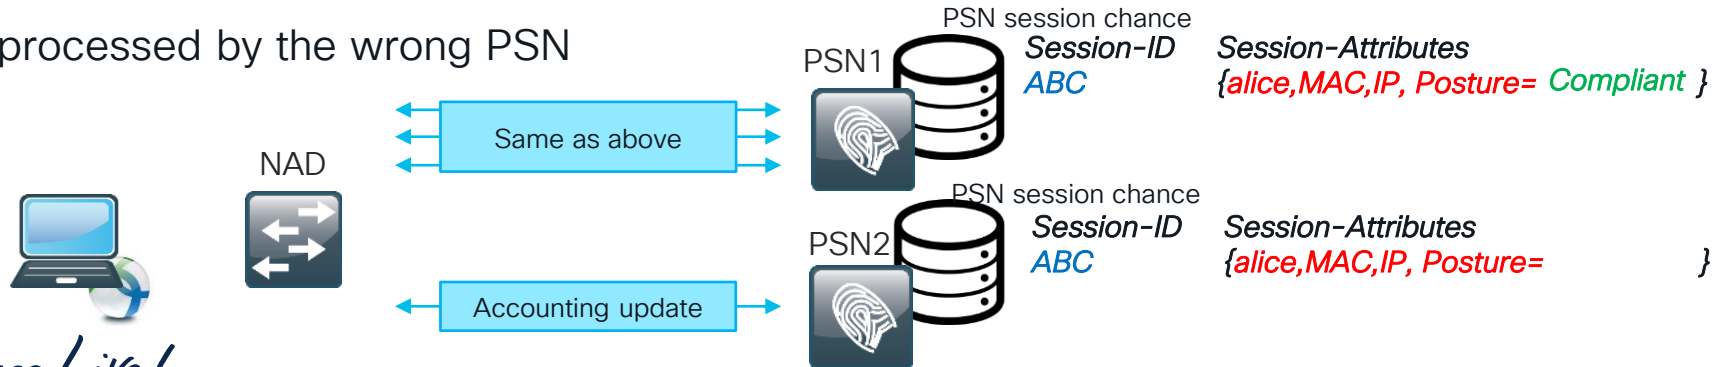 processed by the wrong PSN
PSN session chance
PSN1
Session-ID Session-Attributes
ABC {alice,MAC,IP, Posture= Compliant }
Same as above
NAD
PSN session chance
PSN2
Session-ID Session-Attributes
ABC {alice,MAC,IP, Posture= }
Accounting update